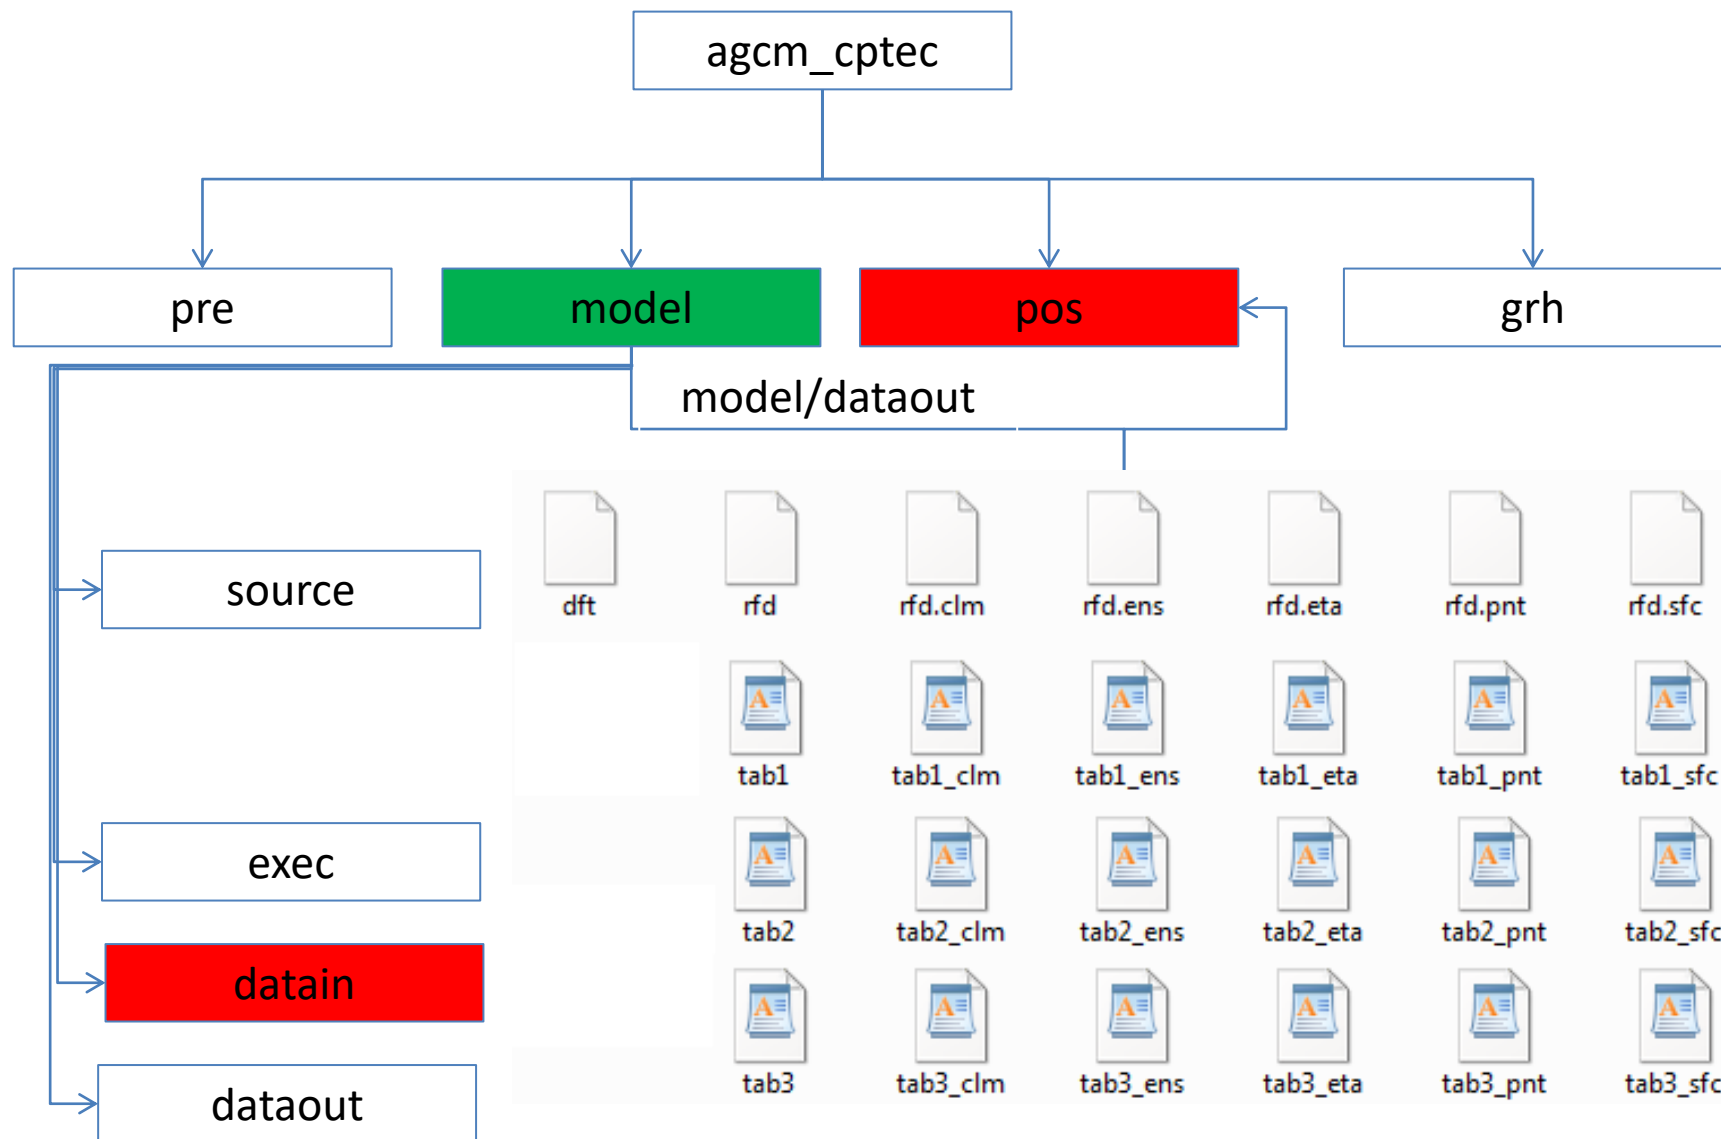 agcm_cptec
pre
model
pos
grh
model/dataout
source
exec
datain
dataout
dft
rfd
rfd.clm
rfd.ens
rfd.eta
rfd.pnt
rfd.sfc
tab1
tab1_clm
tab1_ens
tab1_eta
tab1_pnt
tab1_sfc
tab2
tab2_clm
tab2_ens
tab2_eta
tab2_pnt
tab2_sfc
tab3
tab3_clm
tab3_ens
tab3_eta
tab3_pnt
tab3_sfc